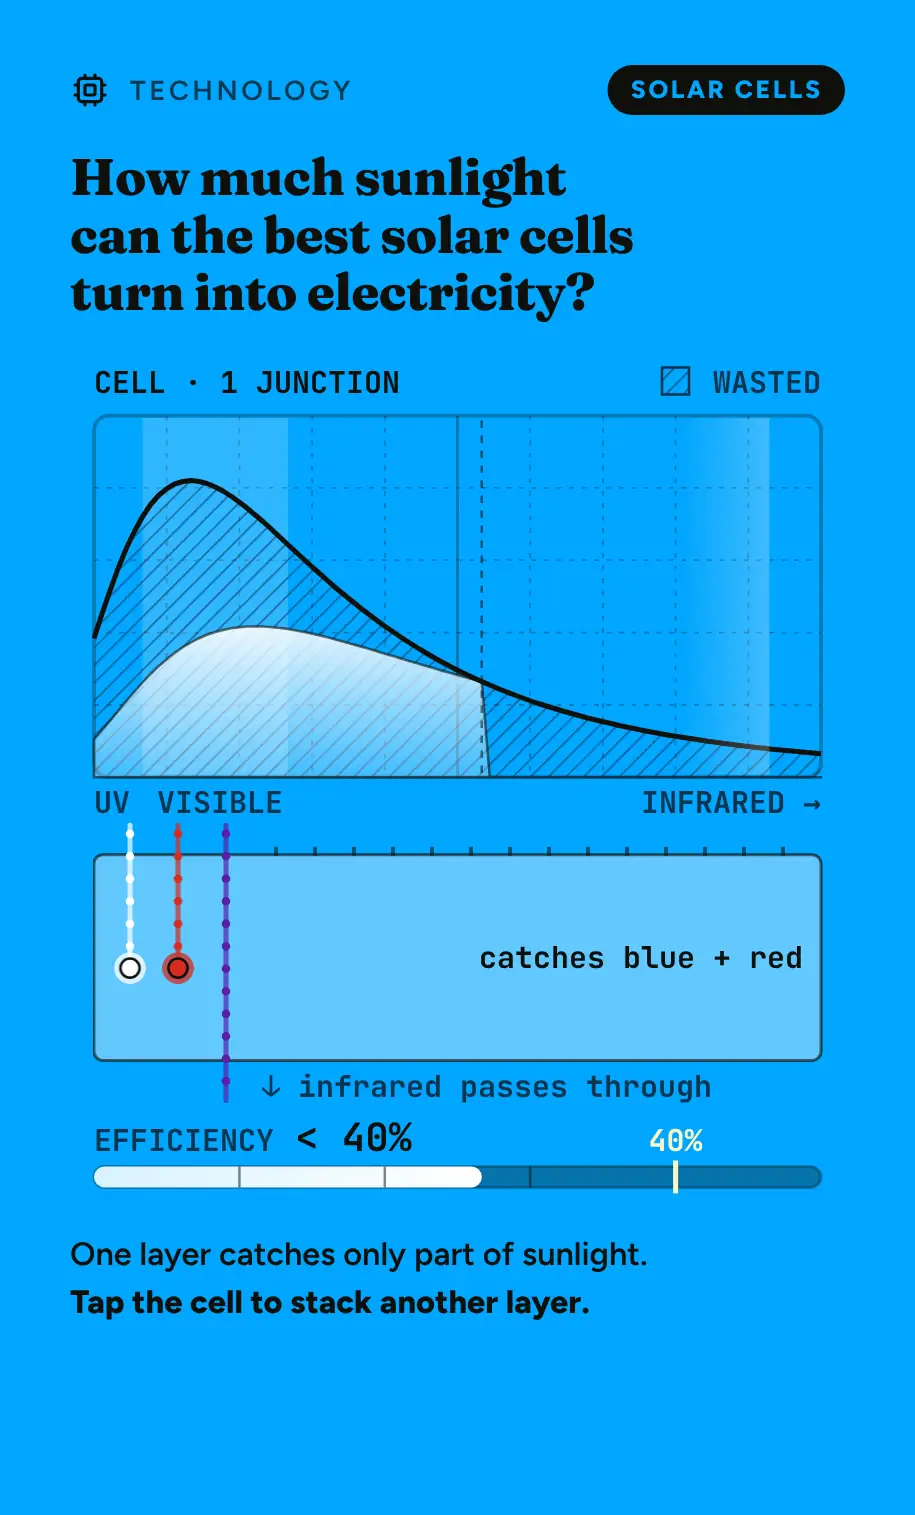 TECHNOLOGY
SOLAR CELLS
How much sunlight
can the best solar cells
turn into electricity?
CELL · 1 JUNCTION
WASTED
UV VISIBLE
INFRARED →
catches blue + red
↓ infrared passes through
EFFICIENCY < 40%
40%
One layer catches only part of sunlight.
Tap the cell to stack another layer.